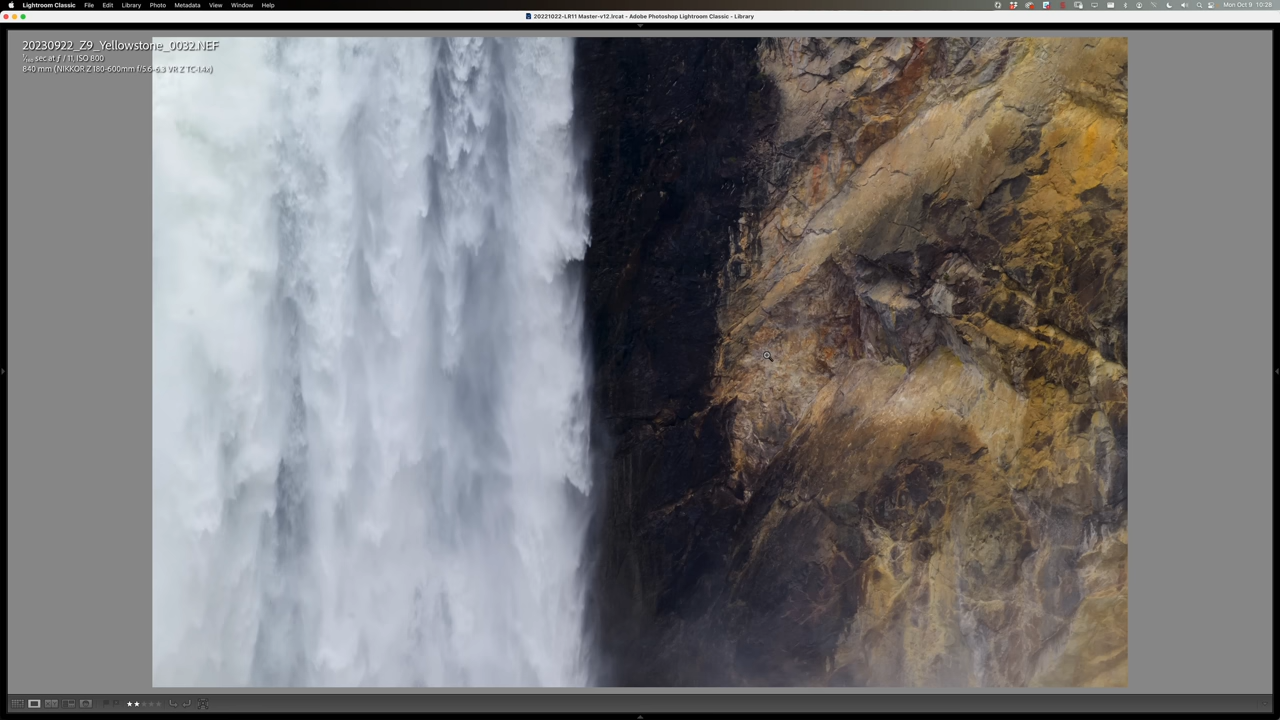 Lightroom Classic File Edit Library Photo Metadata View Window Help Mon Oct 9 10:28
20221022-LR11 Master-v12.lrcat - Adobe Photoshop Lightroom Classic - Library
20230922_Z9_Yellowstone_0032.NEF
sec at ƒ / 11, ISO 800
840 mm (NIKKOR Z 180-600mm f/5.6-6.3 VR Z TC-1.4x)